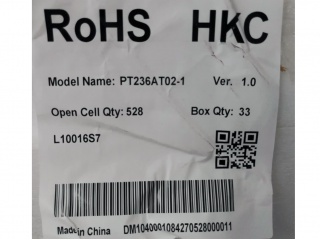 RoHS HKC
Model Name: PT236AT02-1 Ver. 1.0
Open Cell Qty: 528 Box Qty: 33
L10016S7
Made in China DM1040001084270528000011